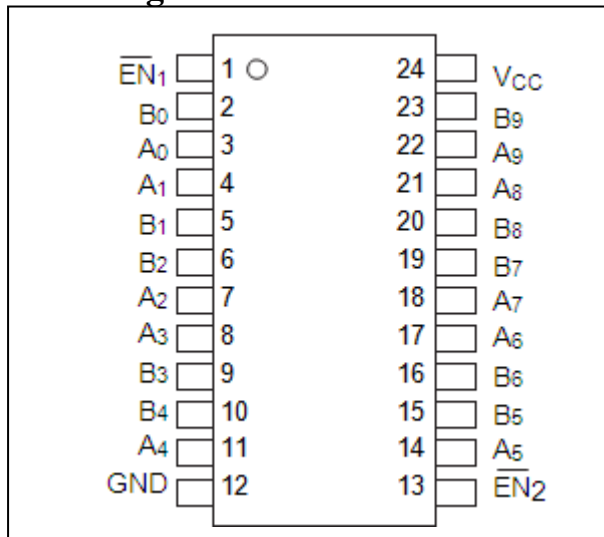 E̅N̅₁ 1 24 VCC
B₀ 2 23 B₉
A₀ 3 22 A₉
A₁ 4 21 A₈
B₁ 5 20 B₈
B₂ 6 19 B₇
A₂ 7 18 A₇
A₃ 8 17 A₆
B₃ 9 16 B₆
B₄ 10 15 B₅
A₄ 11 14 A₅
GND 12 13 E̅N̅₂